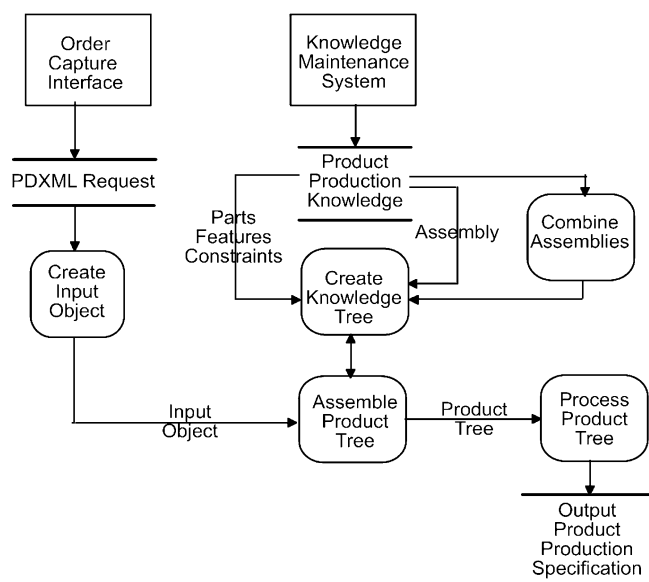 Order
Capture
Interface
Knowledge
Maintenance
System
PDXML Request
Product
Production
Knowledge
Parts
Features
Constraints
Assembly
Combine
Assemblies
Create
Input
Object
Create
Knowledge
Tree
Input
Object
Assemble
Product
Tree
Product
Tree
Process
Product
Tree
Output
Product
Production
Specification